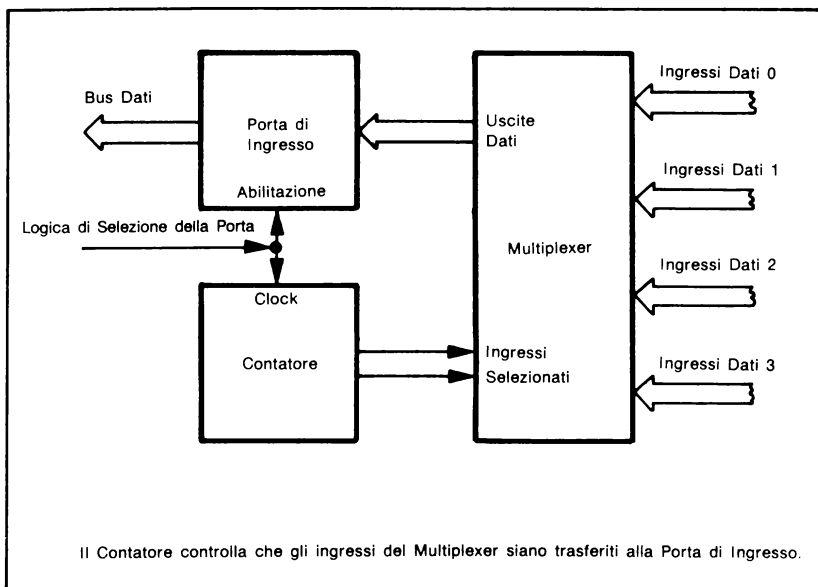 Bus Dati
Porta di
Ingresso
Abilitazione
Uscite
Dati
Ingressi Dati 0
Ingressi Dati 1
Logica di Selezione della Porta
Multiplexer
Ingressi Dati 2
Clock
Contatore
Ingressi
Selezionati
Ingressi Dati 3
Il Contatore controlla che gli ingressi del Multiplexer siano trasferiti alla Porta di Ingresso.